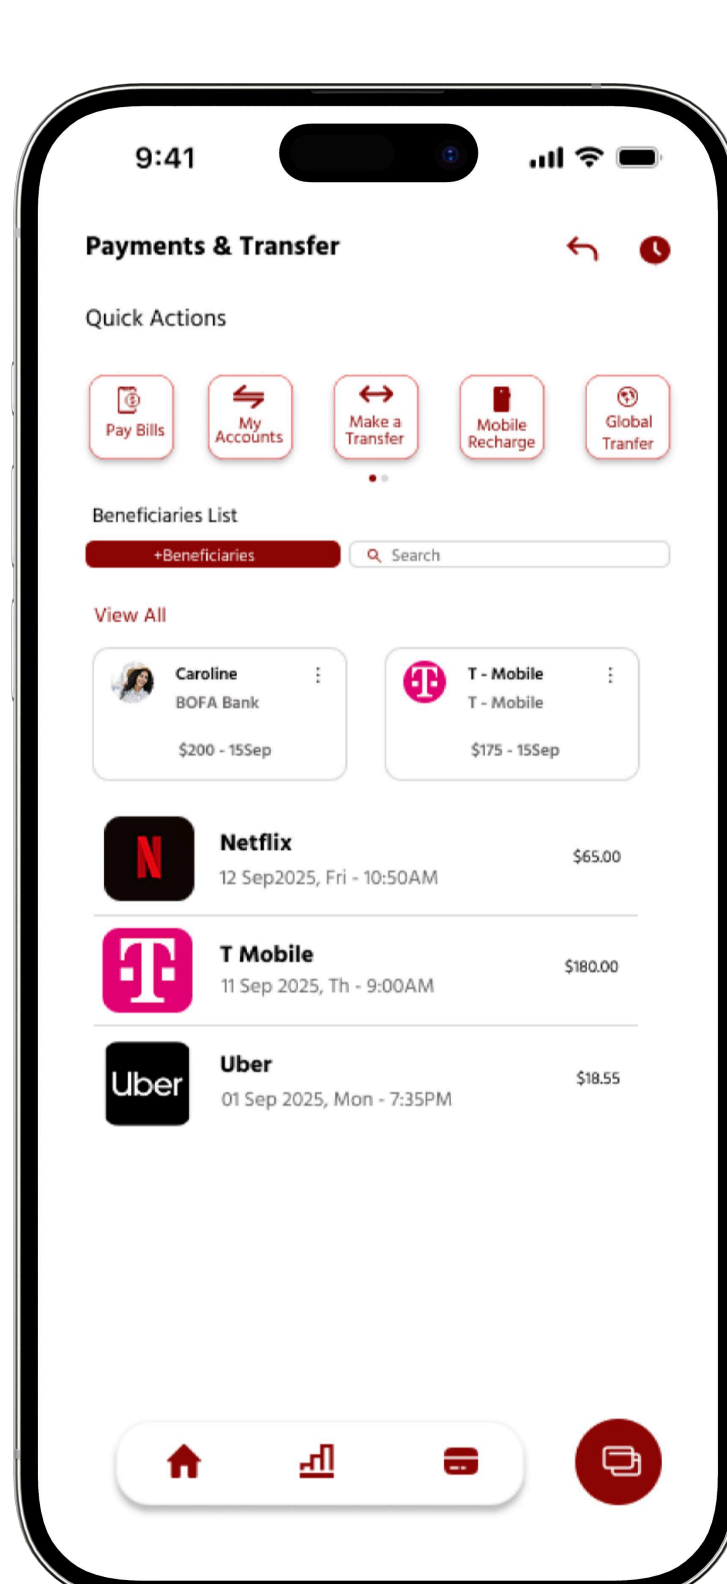 9:41
Payments & Transfer
Quick Actions
Pay Bills
My
Accounts
Make a
Transfer
Mobile
Recharge
Global
Tranfer
Beneficiaries List
+Beneficiaries
Search
View All
Caroline
BOFA Bank
$200 - 15Sep
T
T - Mobile
T - Mobile
$175 - 15Sep
N
Netflix
12 Sep2025, Fri - 10:50AM
$65.00
T
T Mobile
11 Sep 2025, Th - 9:00AM
$180.00
Uber
Uber
01 Sep 2025, Mon - 7:35PM
$18.55